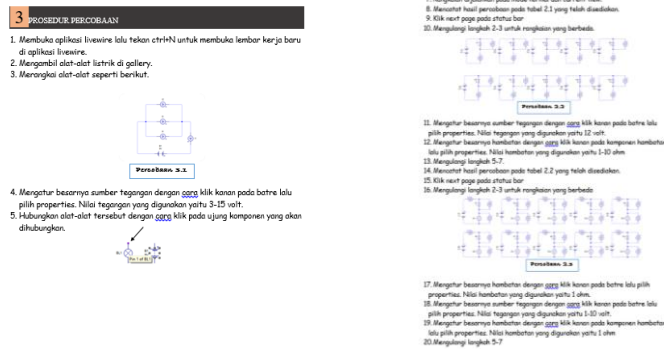 3 PROSEDUR PERCOBAAN
1. Membuka aplikasi livewire lalu tekan ctrl+N untuk membuka lembar kerja baru
di aplikasi livewire.
2. Mengambil alat-alat listrik di gallery.
3. Merangkai alat-alat seperti berikut.
Percobaan 3.1
4. Mengatur besarnya sumber tegangan dengan cara klik kanan pada batre lalu
pilih properties. Nilai tegangan yang digunakan yaitu 3-15 volt.
5. Hubungkan alat-alat tersebut dengan cara klik pada ujung komponen yang akan
dihubungkan.
8. Mencatat hasil percobaan pada tabel 2.1 yang telah disediakan.
9. Klik next page pada status bar
10. Mengulangi langkah 2-3 untuk rangkaian yang berbeda.
11. Mengatur besarnya sumber tegangan dengan cara klik kanan pada batre lalu
pilih properties. Nilai tegangan yang digunakan yaitu 12 volt.
12. Mengatur besarnya hambatan dengan cara klik kanan pada komponen hambatan
lalu pilih properties. Nilai hambatan yang digunakan yaitu 1-10 ohm
13. Mengulangi langkah 5-7.
14. Mencatat hasil percobaan pada tabel 2.2 yang telah disediakan.
15. Klik next page pada status bar
16. Mengulangi langkah 2-3 untuk rangkaian yang berbeda
17. Mengatur besarnya hambatan dengan cara klik kanan pada batre lalu pilih
properties. Nilai hambatan yang digunakan yaitu 1 ohm.
18. Mengatur besarnya sumber tegangan dengan cara klik kanan pada batre lalu
pilih properties. Nilai tegangan yang digunakan yaitu 1-10 volt.
19. Mengatur besarnya hambatan dengan cara klik kanan pada komponen hambatan
lalu pilih properties. Nilai hambatan yang digunakan yaitu 1 ohm
20. Mengulangi langkah 5-7